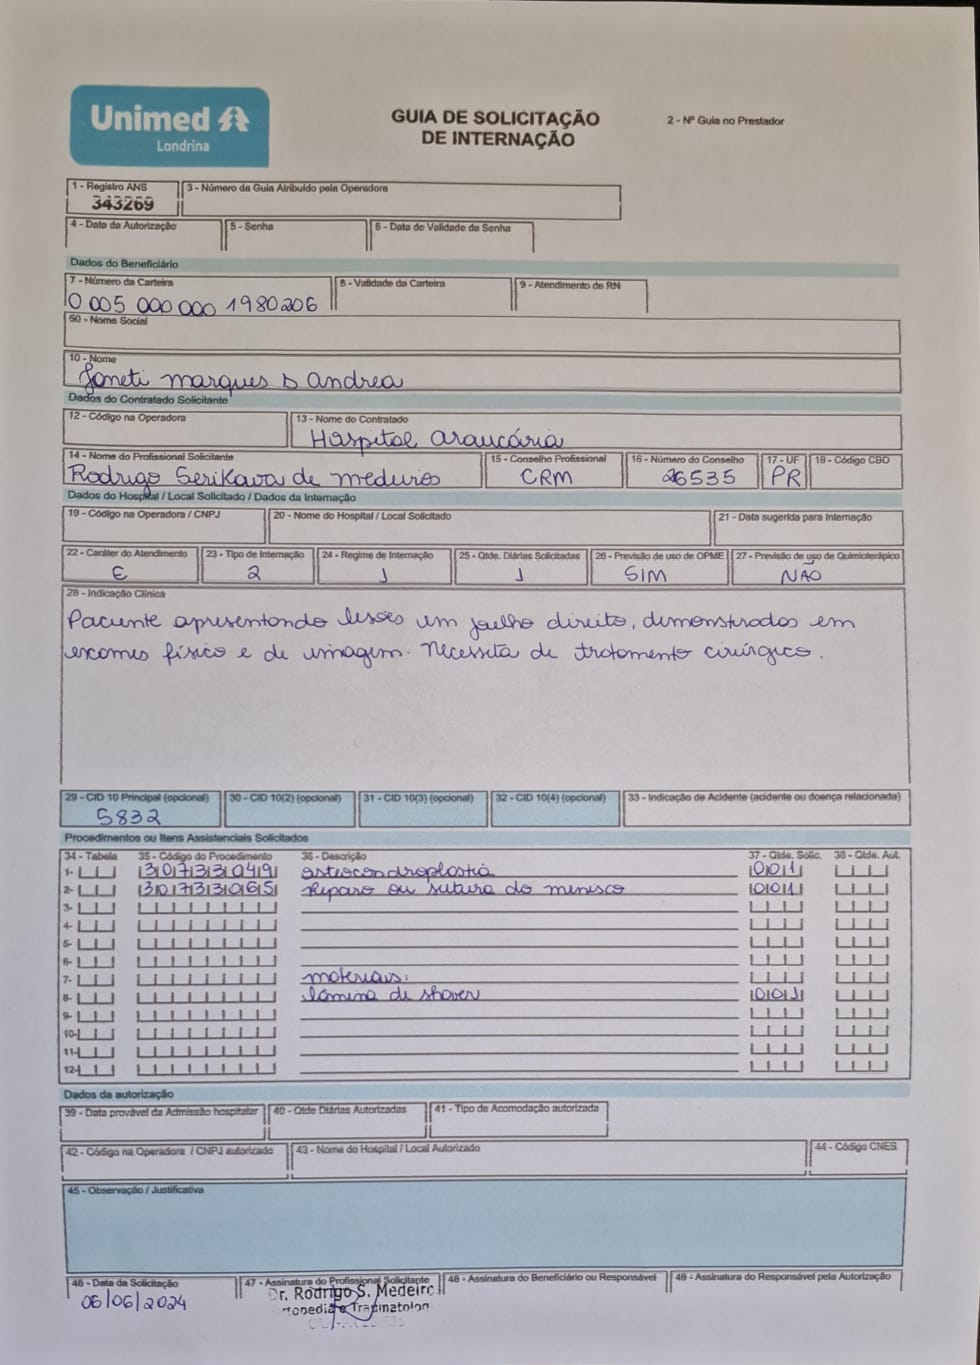 Unimed
Londrina
GUIA DE SOLICITAÇÃO
DE INTERNAÇÃO
2 - Nº Guia no Prestador
1 - Registro ANS
343269
3 - Número da Guia Atribuído pela Operadora
4 - Data da Autorização
5 - Senha
6 - Data de Validade da Senha
Dados do Beneficiário
7 - Número da Carteira
0 005 000 000 1980206
8 - Validade da Carteira
9 - Atendimento de RN
50 - Nome Social
10 - Nome
Joneti marques D andrea
Dados do Contratado Solicitante
12 - Código na Operadora
13 - Nome do Contratado
Hospital araucária
14 - Nome do Profissional Solicitante
Rodrigo Serikava de medeiros
15 - Conselho Profissional
CRM
16 - Número do Conselho
26535
17 - UF
PR
18 - Código CBO
Dados do Hospital / Local Solicitado / Dados da Internação
19 - Código na Operadora / CNPJ
20 - Nome do Hospital / Local Solicitado
21 - Data sugerida para Internação
22 - Caráter do Atendimento
E
23 - Tipo de Internação
2
24 - Regime de Internação
1
25 - Qtde. Diárias Solicitadas
1
26 - Previsão de uso de OPME
SIM
27 - Previsão de uso de Quimioterápico
NÃO
28 - Indicação Clínica
Paciente apresentando lesões em joelho direito, demonstrados em
exames físico e de imagem. Necessita de tratamento cirúrgico.
29 - CID 10 Principal (opcional)
S832
30 - CID 10(2) (opcional)
31 - CID 10(3) (opcional)
32 - CID 10(4) (opcional)
33 - Indicação de Acidente (acidente ou doença relacionada)
Procedimentos ou Itens Assistenciais Solicitados
34 - Tabela 35 - Código do Procedimento 36 - Descrição 37 - Qtde. Solic. 38 - Qtde. Aut.
1- 30733049 osteocondroplastia 001
2- 30733065 Reparo ou sutura do menisco 001
3-
4-
5-
6-
7- materiais:
8- lâmina de shaver 001
9-
10-
11-
12-
Dados da autorização
39 - Data provável da Admissão hospitalar
40 - Qtde Diárias Autorizadas
41 - Tipo de Acomodação autorizada
42 - Código na Operadora / CNPJ autorizado
43 - Nome do Hospital / Local Autorizado
44 - Código CNES
45 - Observação / Justificativa
46 - Data da Solicitação
06/06/2024
47 - Assinatura do Profissional Solicitante
Dr. Rodrigo S. Medeiro
48 - Assinatura do Beneficiário ou Responsável
49 - Assinatura do Responsável pela Autorização